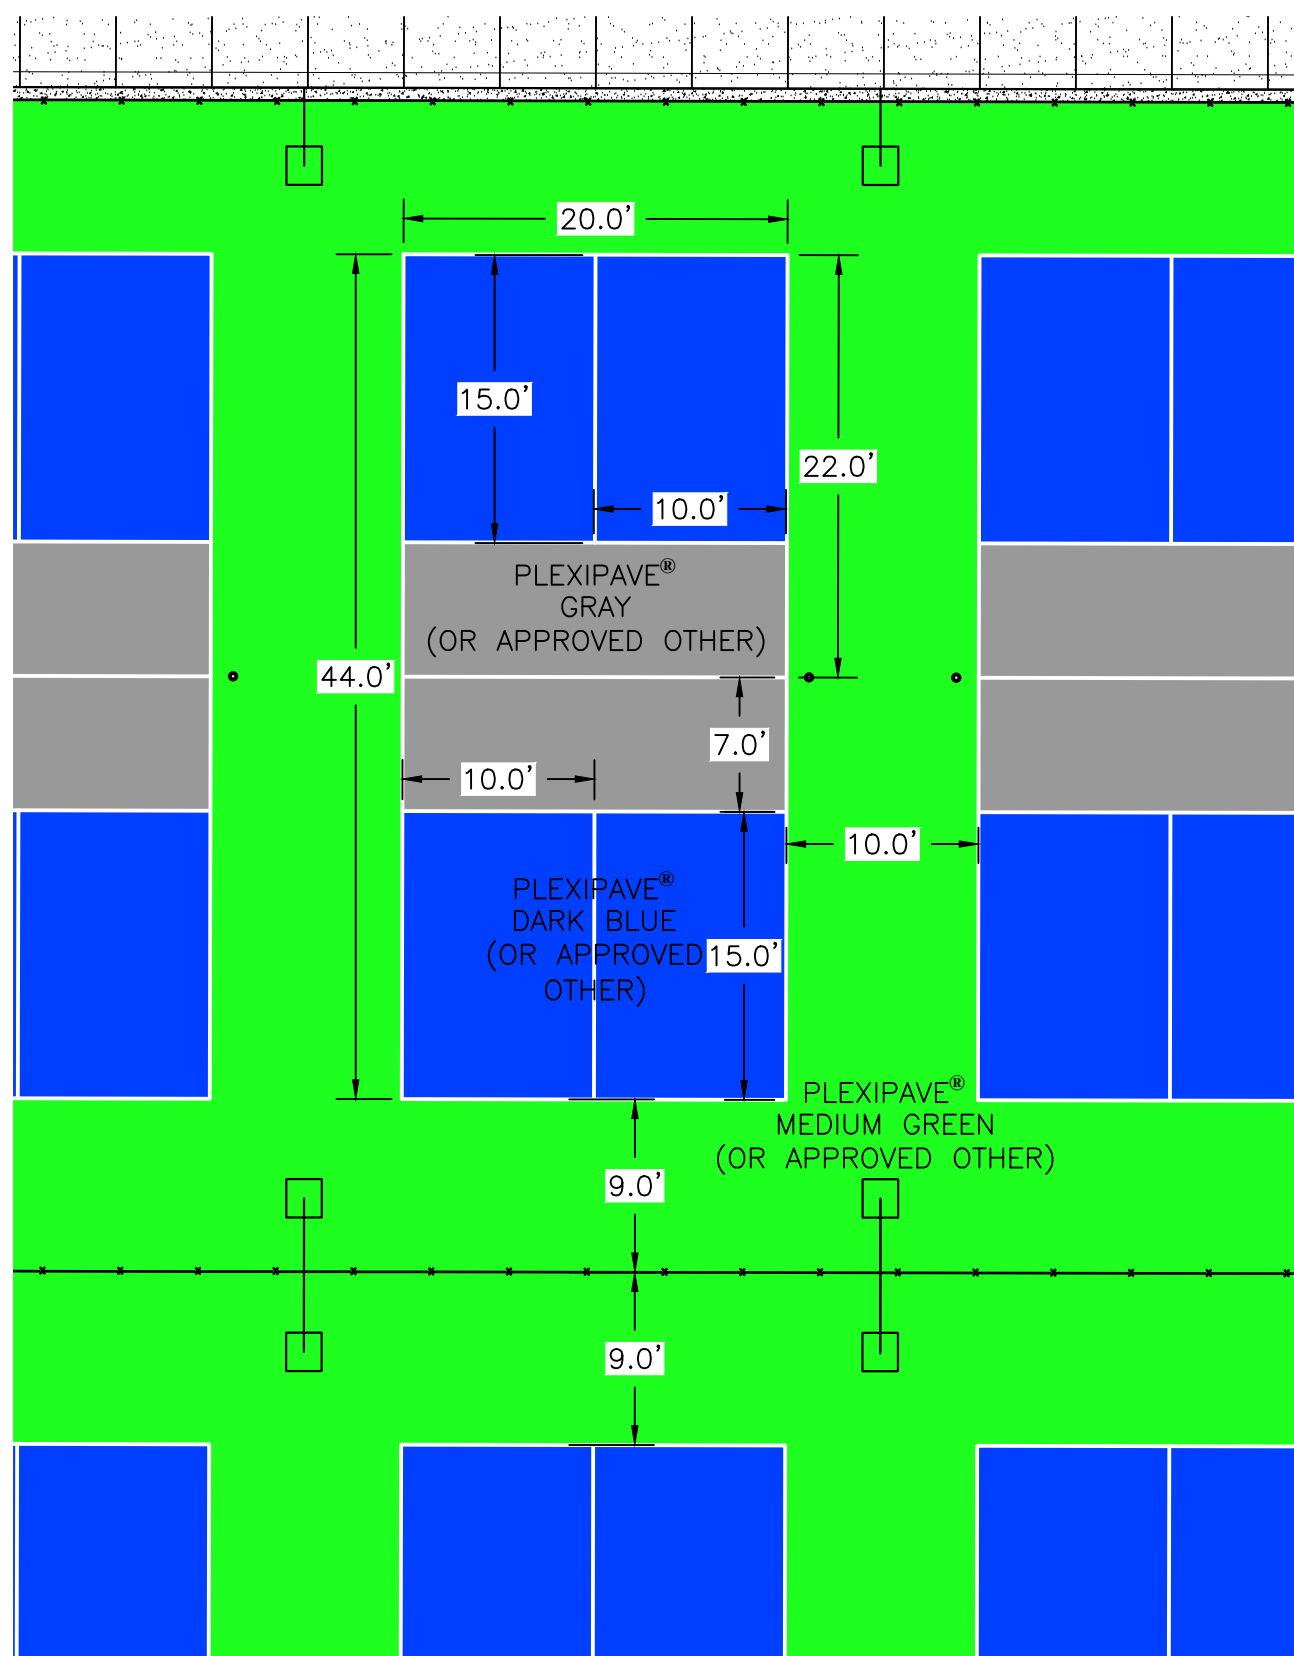 20.0'
15.0'
22.0'
10.0'
PLEXIPAVE®
GRAY
(OR APPROVED OTHER)
44.0'
7.0'
10.0'
10.0'
PLEXIPAVE®
DARK BLUE
(OR APPROVED
OTHER)
15.0'
PLEXIPAVE®
MEDIUM GREEN
(OR APPROVED OTHER)
9.0'
9.0'